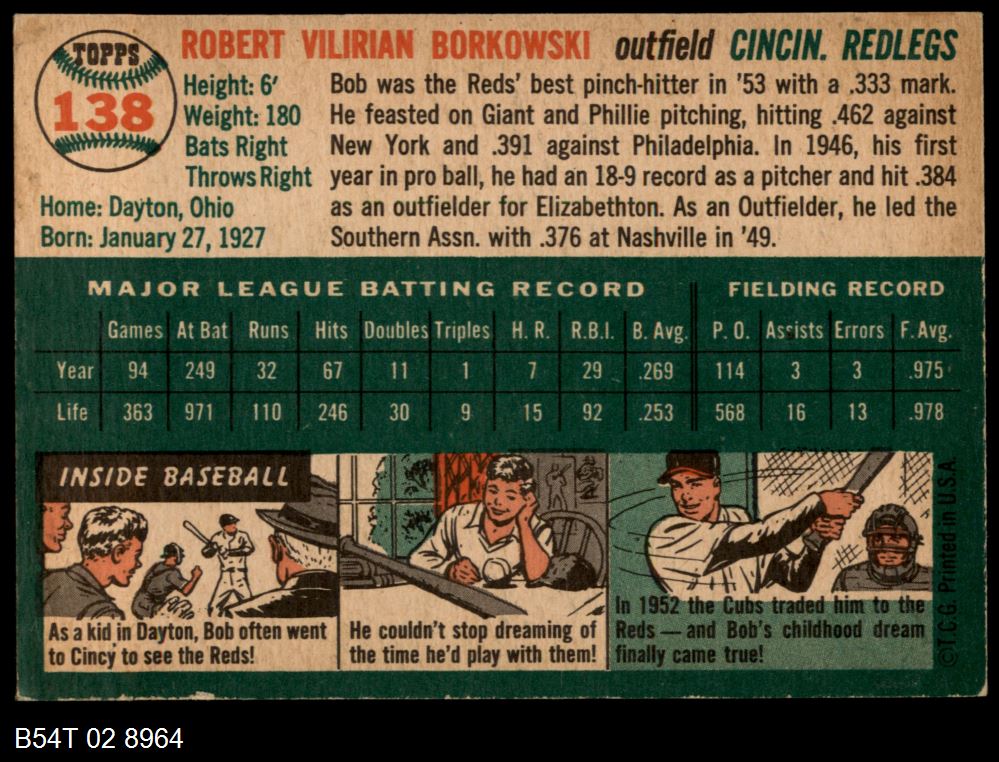 TOPPS
138
ROBERT VILIRIAN BORKOWSKI outfield CINCIN. REDLEGS
Height: 6'
Weight: 180
Bats Right
Throws Right
Home: Dayton, Ohio
Born: January 27, 1927
Bob was the Reds' best pinch-hitter in '53 with a .333 mark.
He feasted on Giant and Phillie pitching, hitting .462 against
New York and .391 against Philadelphia. In 1946, his first
year in pro ball, he had an 18-9 record as a pitcher and hit .384
as an outfielder for Elizabethton. As an Outfielder, he led the
Southern Assn. with .376 at Nashville in '49.
MAJOR LEAGUE BATTING RECORD FIELDING RECORD
Games At Bat Runs Hits Doubles Triples H. R. R.B.I. B. Avg. P. O. Assists Errors F. Avg.
Year 94 249 32 67 11 1 7 29 .269 114 3 3 .975
Life 363 971 110 246 30 9 15 92 .253 568 16 13 .978
INSIDE BASEBALL
As a kid in Dayton, Bob often went
to Cincy to see the Reds!
He couldn't stop dreaming of
the time he'd play with them!
In 1952 the Cubs traded him to the
Reds — and Bob's childhood dream
finally came true!
©T.C.G. Printed in U.S.A.
B54T 02 8964